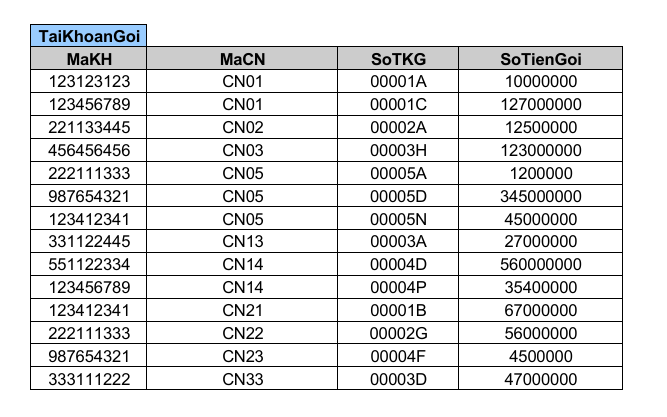 TaiKhoanGoi
MaKH MaCN SoTKG SoTienGoi
123123123 CN01 00001A 10000000
123456789 CN01 00001C 127000000
221133445 CN02 00002A 12500000
456456456 CN03 00003H 123000000
222111333 CN05 00005A 1200000
987654321 CN05 00005D 345000000
123412341 CN05 00005N 45000000
331122445 CN13 00003A 27000000
551122334 CN14 00004D 560000000
123456789 CN14 00004P 35400000
123412341 CN21 00001B 67000000
222111333 CN22 00002G 56000000
987654321 CN23 00004F 4500000
333111222 CN33 00003D 47000000